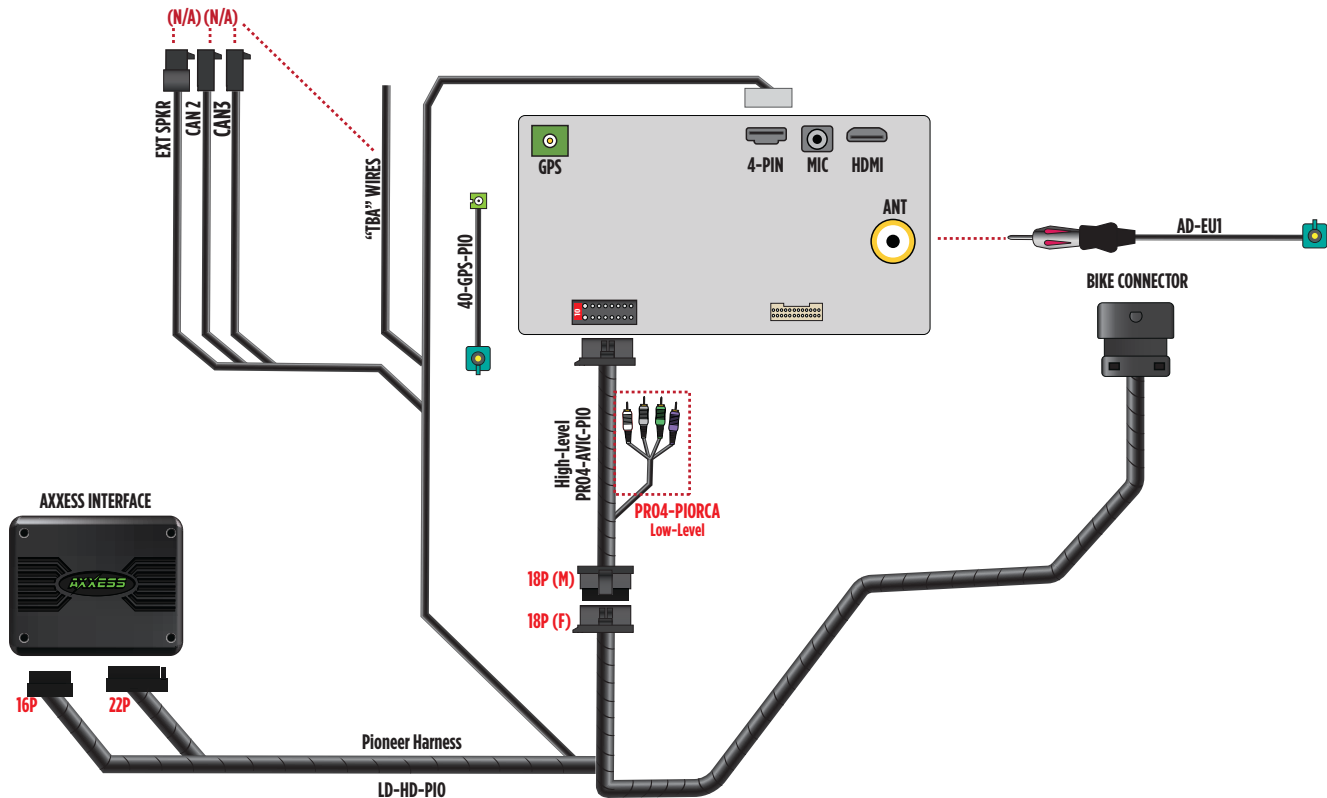 (N/A) (N/A)
EXT SPKR
CAN 2
CAN3
"TBA" WIRES
GPS
4-PIN
MIC
HDMI
ANT
AD-EU1
40-GPS-PIO
10
BIKE CONNECTOR
High-Level
PRO4-AVIC-PIO
PRO4-PIORCA
Low-Level
AXXESS INTERFACE
AXXESS
18P (M)
18P (F)
16P
22P
Pioneer Harness
LD-HD-PIO